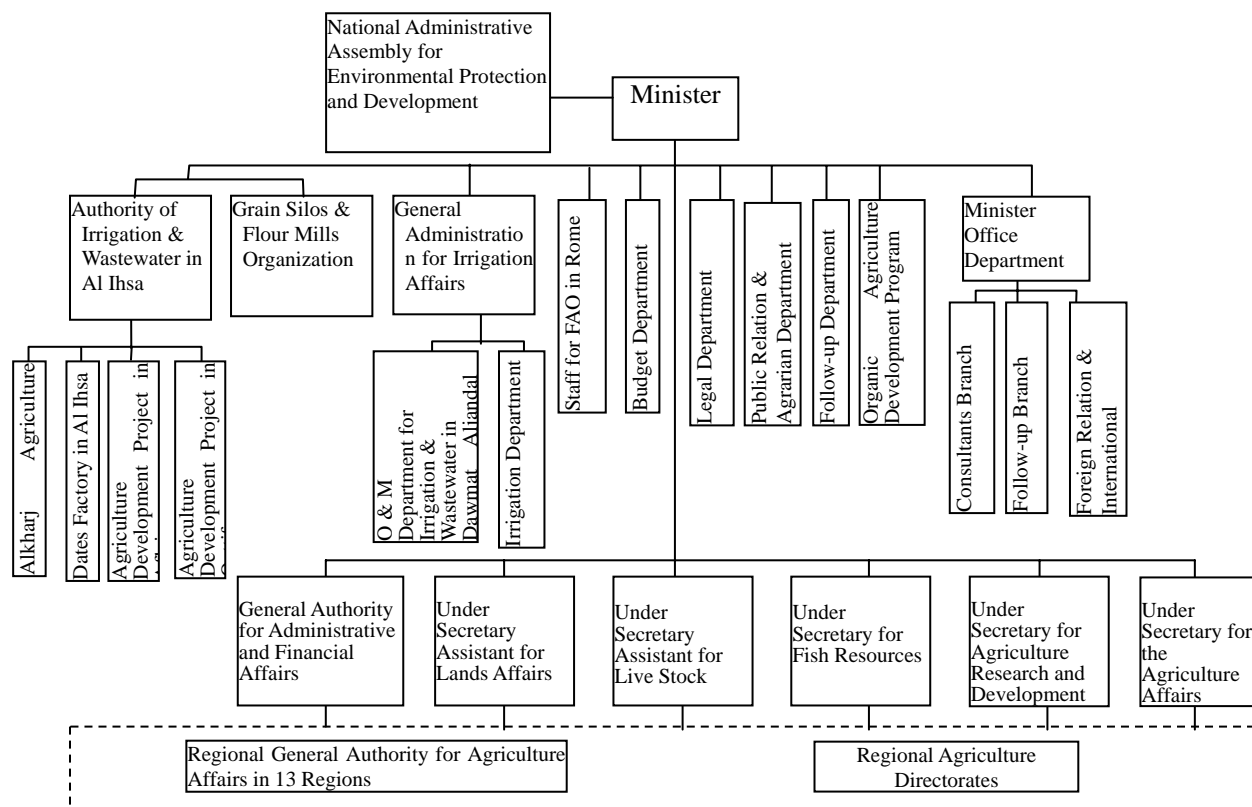 National Administrative
Assembly for
Environmental Protection
and Development
Minister
Authority of
Irrigation &
Wastewater in
Al Ihsa
Grain Silos &
Flour Mills
Organization
General
Administratio
n for Irrigation
Affairs
Staff for FAO in Rome
Budget Department
Legal Department
Public Relation &
Agrarian Department
Follow-up Department
Organic Agriculture
Development Program
Minister
Office
Department
Alkharj Agriculture
Dates Factory in Al Ihsa
Agriculture
Development Project in
Agriculture
Development Project in
O & M
Department for
Irrigation &
Wastewater in
Dawmat Aliandal
Irrigation Department
Consultants Branch
Follow-up Branch
Foreign Relation &
International
General Authority
for Administrative
and Financial
Affairs
Under
Secretary
Assistant for
Lands Affairs
Under
Secretary
Assistant for
Live Stock
Under
Secretary for
Fish Resources
Under
Secretary for
Agriculture
Research and
Development
Under
Secretary for
the
Agriculture
Affairs
Regional General Authority for Agriculture
Affairs in 13 Regions
Regional Agriculture
Directorates